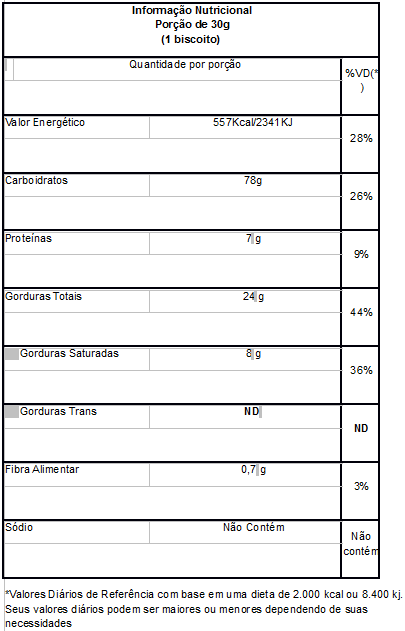 Informação Nutricional
Porção de 30g
(1 biscoito)
Quantidade por porção
%VD(*
)
Valor Energético 557Kcal/2341KJ
28%
Carboidratos 78g
26%
Proteínas 7 g
9%
Gorduras Totais 24 g
44%
Gorduras Saturadas 8 g
36%
Gorduras Trans ND
ND
Fibra Alimentar 0,7 g
3%
Sódio Não Contém
Não
contém
*Valores Diários de Referência com base em uma dieta de 2.000 kcal ou 8.400 kj.
Seus valores diários podem ser maiores ou menores dependendo de suas
necessidades